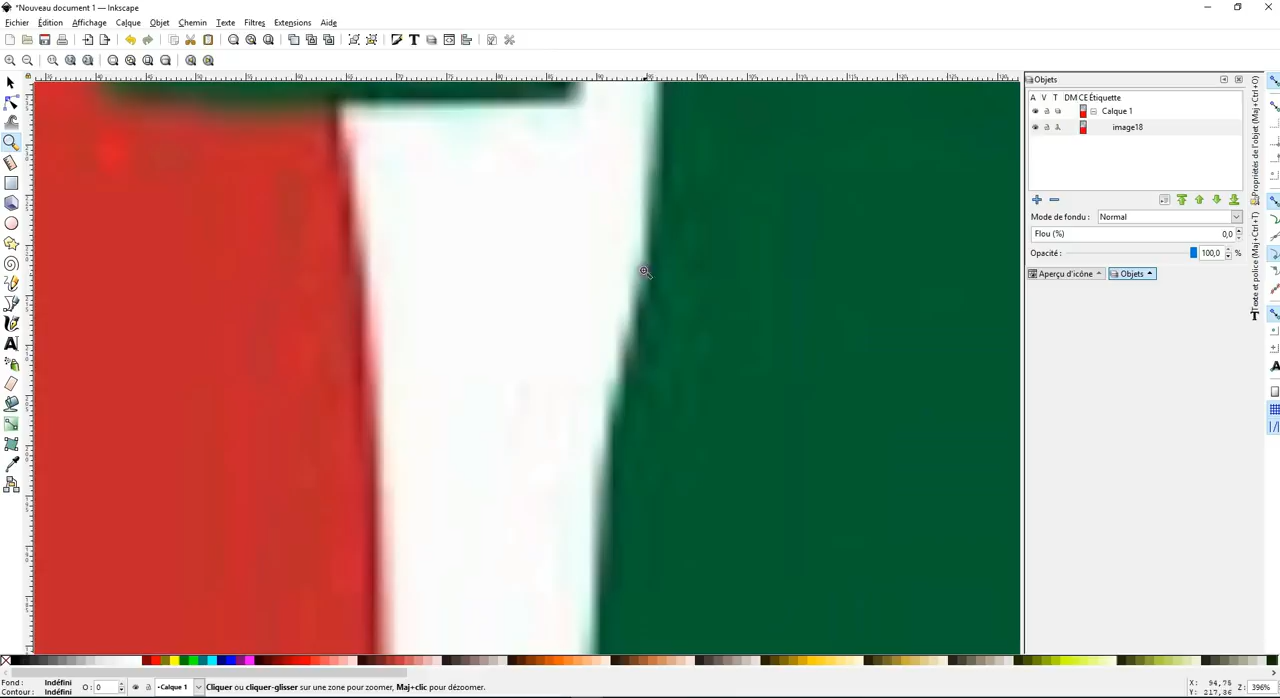 *Nouveau document 1 — Inkscape
Fichier Édition Affichage Calque Objet Chemin Texte Filtres Extensions Aide
Objets
A V T DM CE Étiquette
Calque 1
image18
Mode de fond : Normal
Flou (%) 0,0
Opacité : 100,0 %
Aperçu d'icône Objets
Propriétés de l'objet (Maj+Ctrl+O)
Texte et police (Maj+Ctrl+T)
Fond : Indéfini
Contour : Indéfini
O: 0
•Calque 1
Cliquer ou cliquer-glisser sur une zone pour zoomer, Maj+clic pour dézoomer.
X: 94,78
Y: 217,86
Z: 396%